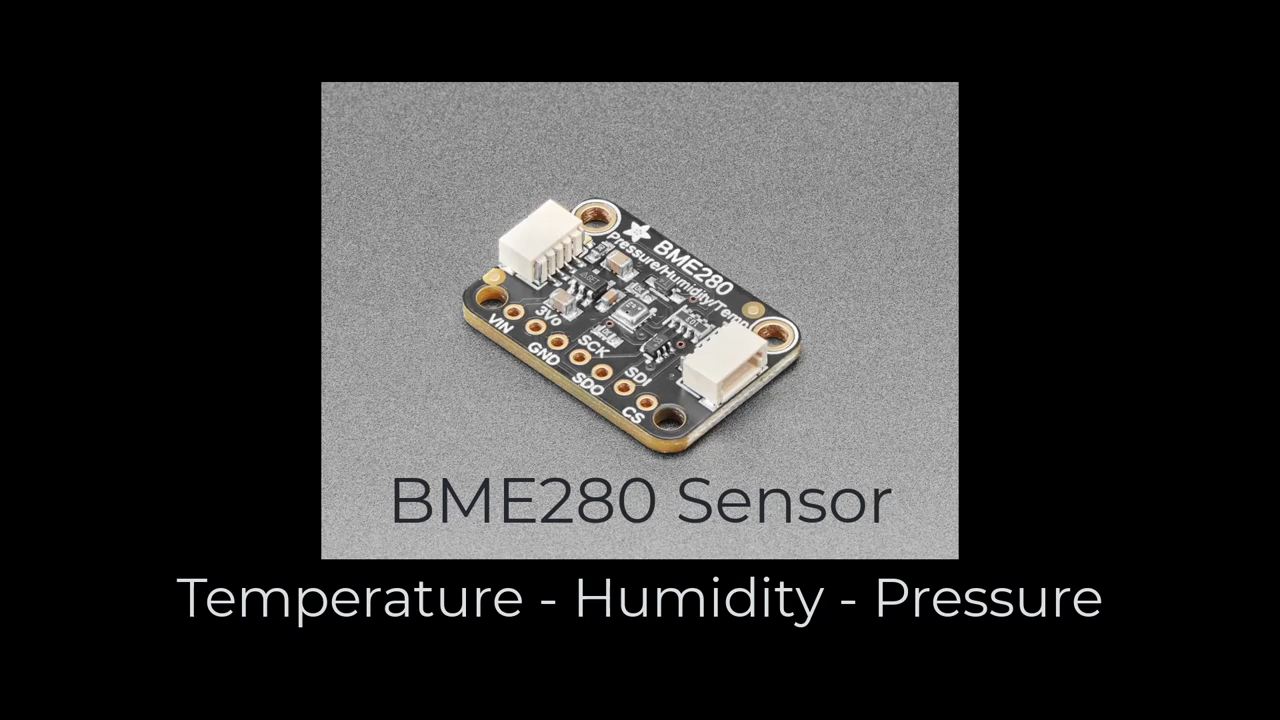 BME280
Pressure/Humidity/Temp
VIN
3Vo
GND
SCK
SDO
SDI
CS
BME280 Sensor
Temperature - Humidity - Pressure